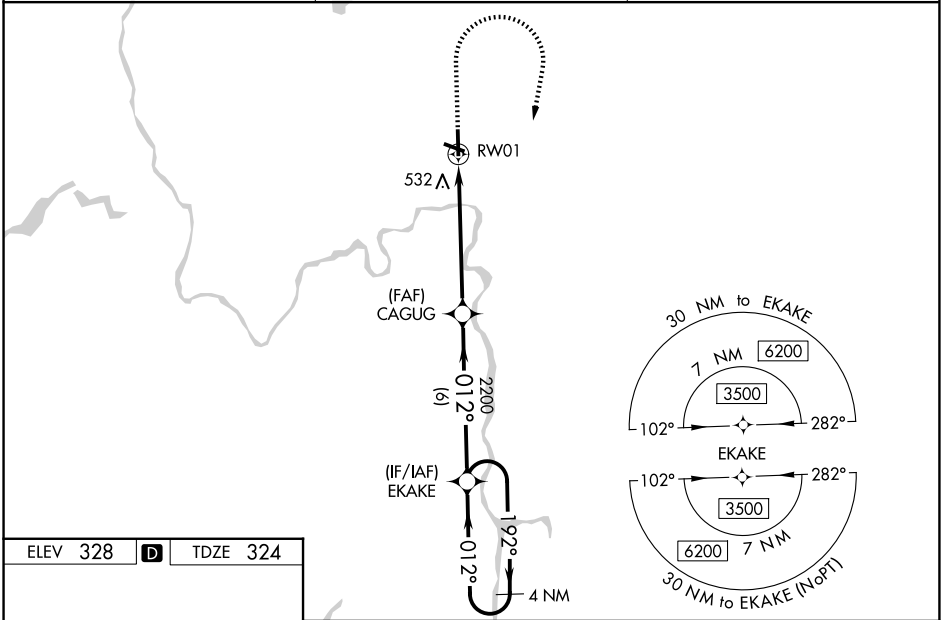 RW01
532
(FAF)
CAGUG
2200
012°
(6)
(IF/IAF)
EKAKE
192°
012°
4 NM
30 NM to EKAKE
6200
7 NM
3500
102°
282°
EKAKE
102°
282°
3500
7 NM
6200
30 NM to EKAKE (NoPT)
ELEV 328 D TDZE 324